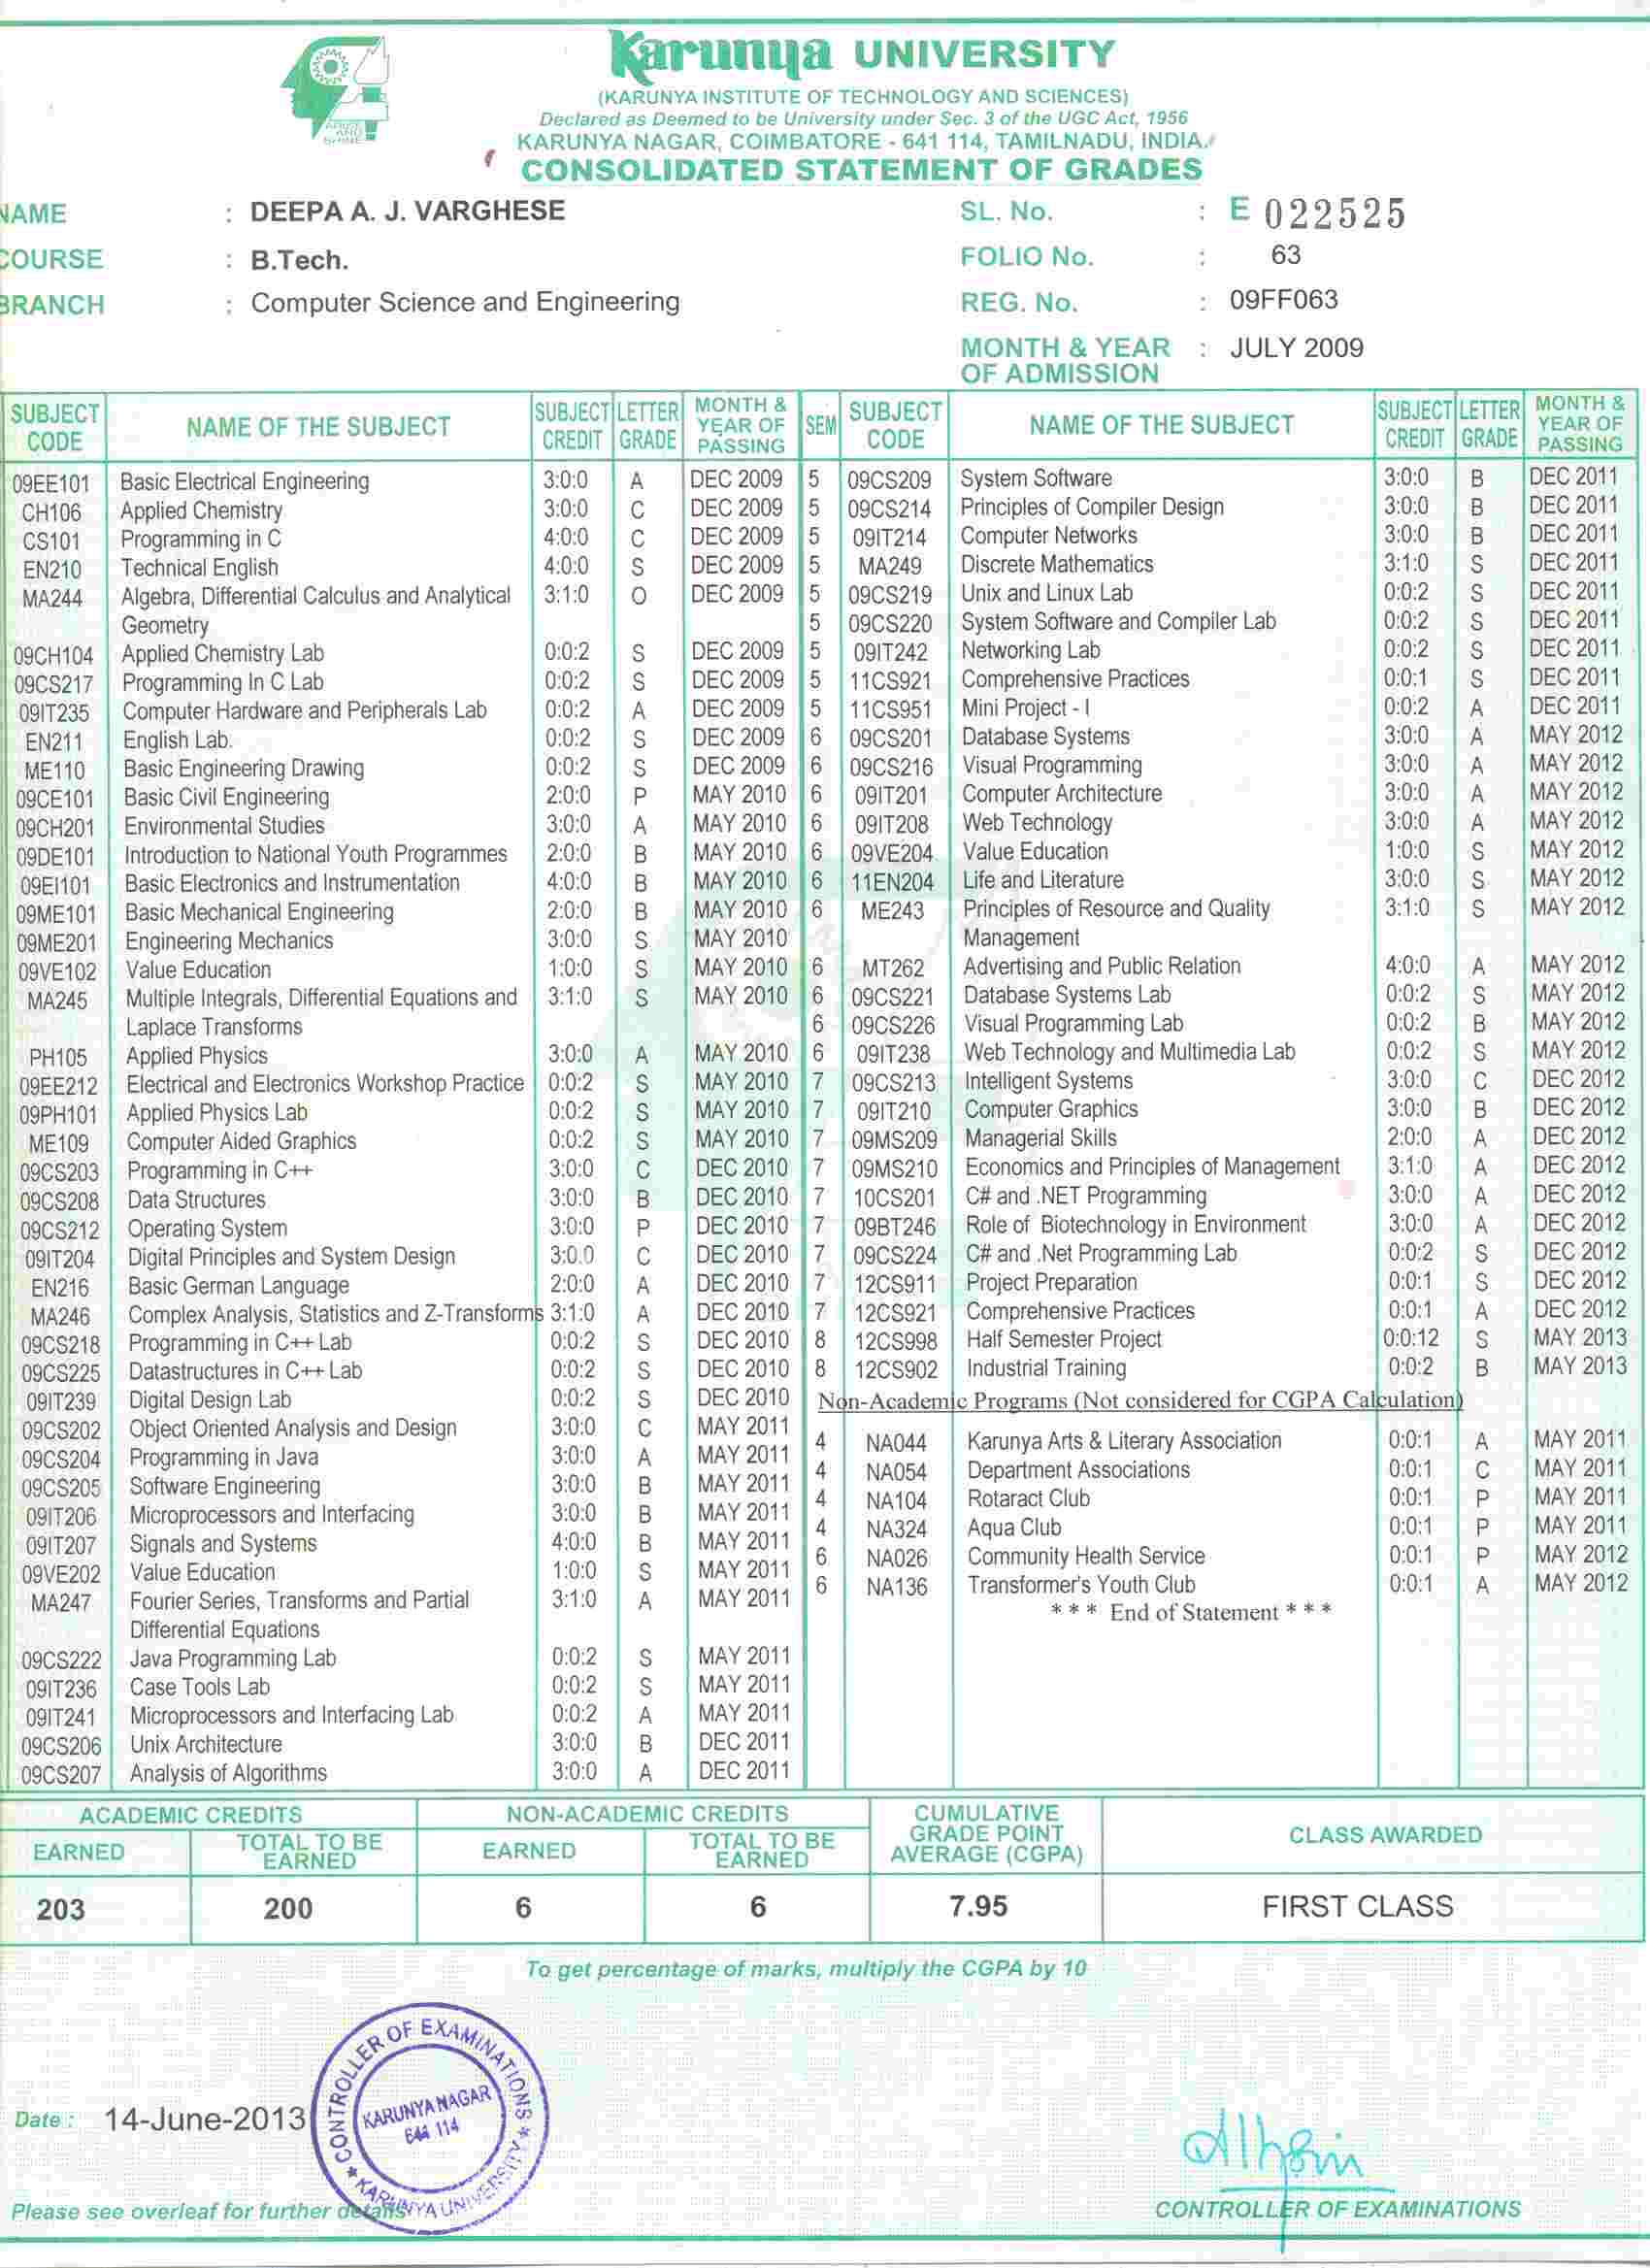 Karunya UNIVERSITY
(KARUNYA INSTITUTE OF TECHNOLOGY AND SCIENCES)
Declared as Deemed to be University under Sec. 3 of the UGC Act, 1956
KARUNYA NAGAR, COIMBATORE - 641 114, TAMILNADU, INDIA.
CONSOLIDATED STATEMENT OF GRADES
NAME : DEEPA A. J. VARGHESE
COURSE : B.Tech.
BRANCH : Computer Science and Engineering
SL. No. : E 022525
FOLIO No. : 63
REG. No. : 09FF063
MONTH & YEAR OF ADMISSION : JULY 2009
SUBJECT CODE NAME OF THE SUBJECT SUBJECT CREDIT LETTER GRADE MONTH & YEAR OF PASSING
09EE101 Basic Electrical Engineering 3:0:0 A DEC 2009
CH106 Applied Chemistry 3:0:0 C DEC 2009
CS101 Programming in C 4:0:0 C DEC 2009
EN210 Technical English 4:0:0 S DEC 2009
MA244 Algebra, Differential Calculus and Analytical 3:1:0 O DEC 2009
Geometry
09CH104 Applied Chemistry Lab 0:0:2 S DEC 2009
09CS217 Programming In C Lab 0:0:2 S DEC 2009
09IT235 Computer Hardware and Peripherals Lab 0:0:2 A DEC 2009
EN211 English Lab. 0:0:2 S DEC 2009
ME110 Basic Engineering Drawing 0:0:2 S DEC 2009
09CE101 Basic Civil Engineering 2:0:0 P MAY 2010
09CH201 Environmental Studies 3:0:0 A MAY 2010
09DE101 Introduction to National Youth Programmes 2:0:0 B MAY 2010
09EI101 Basic Electronics and Instrumentation 4:0:0 B MAY 2010
09ME101 Basic Mechanical Engineering 2:0:0 B MAY 2010
09ME201 Engineering Mechanics 3:0:0 S MAY 2010
09VE102 Value Education 1:0:0 S MAY 2010
MA245 Multiple Integrals, Differential Equations and 3:1:0 S MAY 2010
Laplace Transforms
PH105 Applied Physics 3:0:0 A MAY 2010
09EE212 Electrical and Electronics Workshop Practice 0:0:2 S MAY 2010
09PH101 Applied Physics Lab 0:0:2 S MAY 2010
ME109 Computer Aided Graphics 0:0:2 S MAY 2010
09CS203 Programming in C++ 3:0:0 C DEC 2010
09CS208 Data Structures 3:0:0 B DEC 2010
09CS212 Operating System 3:0:0 P DEC 2010
09IT204 Digital Principles and System Design 3:0.0 C DEC 2010
EN216 Basic German Language 2:0:0 A DEC 2010
MA246 Complex Analysis, Statistics and Z-Transforms 3:1:0 A DEC 2010
09CS218 Programming in C++ Lab 0:0:2 S DEC 2010
09CS225 Datastructures in C++ Lab 0:0:2 S DEC 2010
09IT239 Digital Design Lab 0:0:2 S DEC 2010
09CS202 Object Oriented Analysis and Design 3:0:0 C MAY 2011
09CS204 Programming in Java 3:0:0 A MAY 2011
09CS205 Software Engineering 3:0:0 B MAY 2011
09IT206 Microprocessors and Interfacing 3:0:0 B MAY 2011
09IT207 Signals and Systems 4:0:0 B MAY 2011
09VE202 Value Education 1:0:0 S MAY 2011
MA247 Fourier Series, Transforms and Partial 3:1:0 A MAY 2011
Differential Equations
09CS222 Java Programming Lab 0:0:2 S MAY 2011
09IT236 Case Tools Lab 0:0:2 S MAY 2011
09IT241 Microprocessors and Interfacing Lab 0:0:2 A MAY 2011
09CS206 Unix Architecture 3:0:0 B DEC 2011
09CS207 Analysis of Algorithms 3:0:0 A DEC 2011
SEM SUBJECT CODE NAME OF THE SUBJECT SUBJECT CREDIT LETTER GRADE MONTH & YEAR OF PASSING
5 09CS209 System Software 3:0:0 B DEC 2011
5 09CS214 Principles of Compiler Design 3:0:0 B DEC 2011
5 09IT214 Computer Networks 3:0:0 B DEC 2011
5 MA249 Discrete Mathematics 3:1:0 S DEC 2011
5 09CS219 Unix and Linux Lab 0:0:2 S DEC 2011
5 09CS220 System Software and Compiler Lab 0:0:2 S DEC 2011
5 09IT242 Networking Lab 0:0:2 S DEC 2011
5 11CS921 Comprehensive Practices 0:0:1 S DEC 2011
5 11CS951 Mini Project - I 0:0:2 A DEC 2011
6 09CS201 Database Systems 3:0:0 A MAY 2012
6 09CS216 Visual Programming 3:0:0 A MAY 2012
6 09IT201 Computer Architecture 3:0:0 A MAY 2012
6 09IT208 Web Technology 3:0:0 A MAY 2012
6 09VE204 Value Education 1:0:0 S MAY 2012
6 11EN204 Life and Literature 3:0:0 S MAY 2012
6 ME243 Principles of Resource and Quality 3:1:0 S MAY 2012
Management
6 MT262 Advertising and Public Relation 4:0:0 A MAY 2012
6 09CS221 Database Systems Lab 0:0:2 S MAY 2012
6 09CS226 Visual Programming Lab 0:0:2 B MAY 2012
6 09IT238 Web Technology and Multimedia Lab 0:0:2 S MAY 2012
7 09CS213 Intelligent Systems 3:0:0 C DEC 2012
7 09IT210 Computer Graphics 3:0:0 B DEC 2012
7 09MS209 Managerial Skills 2:0:0 A DEC 2012
7 09MS210 Economics and Principles of Management 3:1:0 A DEC 2012
7 10CS201 C# and .NET Programming 3:0:0 A DEC 2012
7 09BT246 Role of Biotechnology in Environment 3:0:0 A DEC 2012
7 09CS224 C# and .Net Programming Lab 0:0:2 S DEC 2012
7 12CS911 Project Preparation 0:0:1 S DEC 2012
7 12CS921 Comprehensive Practices 0:0:1 A DEC 2012
8 12CS998 Half Semester Project 0:0:12 S MAY 2013
8 12CS902 Industrial Training 0:0:2 B MAY 2013
Non-Academic Programs (Not considered for CGPA Calculation)
4 NA044 Karunya Arts & Literary Association 0:0:1 A MAY 2011
4 NA054 Department Associations 0:0:1 C MAY 2011
4 NA104 Rotaract Club 0:0:1 P MAY 2011
4 NA324 Aqua Club 0:0:1 P MAY 2011
6 NA026 Community Health Service 0:0:1 P MAY 2012
6 NA136 Transformer's Youth Club 0:0:1 A MAY 2012
* * * End of Statement * * *
ACADEMIC CREDITS NON-ACADEMIC CREDITS CUMULATIVE GRADE POINT AVERAGE (CGPA) CLASS AWARDED
EARNED TOTAL TO BE EARNED EARNED TOTAL TO BE EARNED
203 200 6 6 7.95 FIRST CLASS
To get percentage of marks, multiply the CGPA by 10
CONTROLLER OF EXAMINATIONS
KARUNYA NAGAR
641 114
KARUNYA UNIVERSITY
Date : 14-June-2013
Please see overleaf for further details
CONTROLLER OF EXAMINATIONS